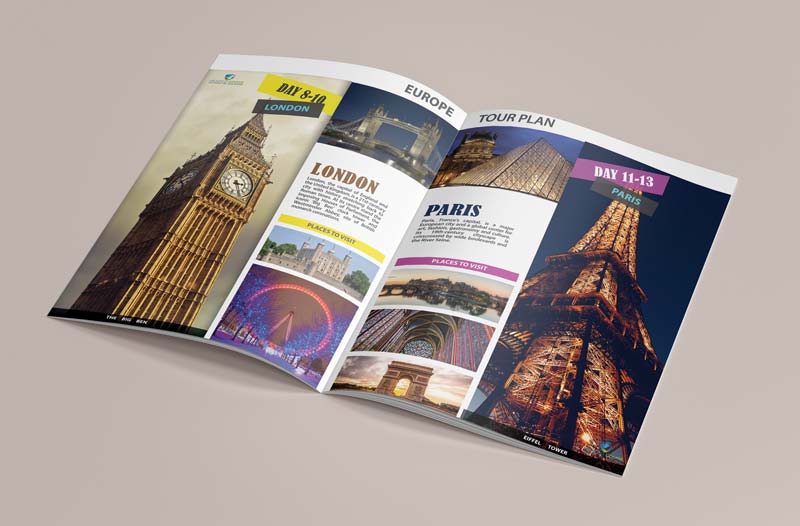 DAY 8-10
LONDON
EUROPE
LONDON
London, the capital of England and
the United Kingdom, is a 21st-century
city with history stretching back to
Roman times. At its centre stand the
imposing Houses of Parliament, the
iconic 'Big Ben' clock tower and
Westminster Abbey, site of British
monarch coronations.
PLACES TO VISIT
THE BIG BEN
TOUR PLAN
DAY 11-13
PARIS
PARIS
Paris, France's capital, is a major
European city and a global center for
art, fashion, gastronomy and culture.
Its 19th-century cityscape is
crisscrossed by wide boulevards and
the River Seine.
PLACES TO VISIT
EIFFEL TOWER